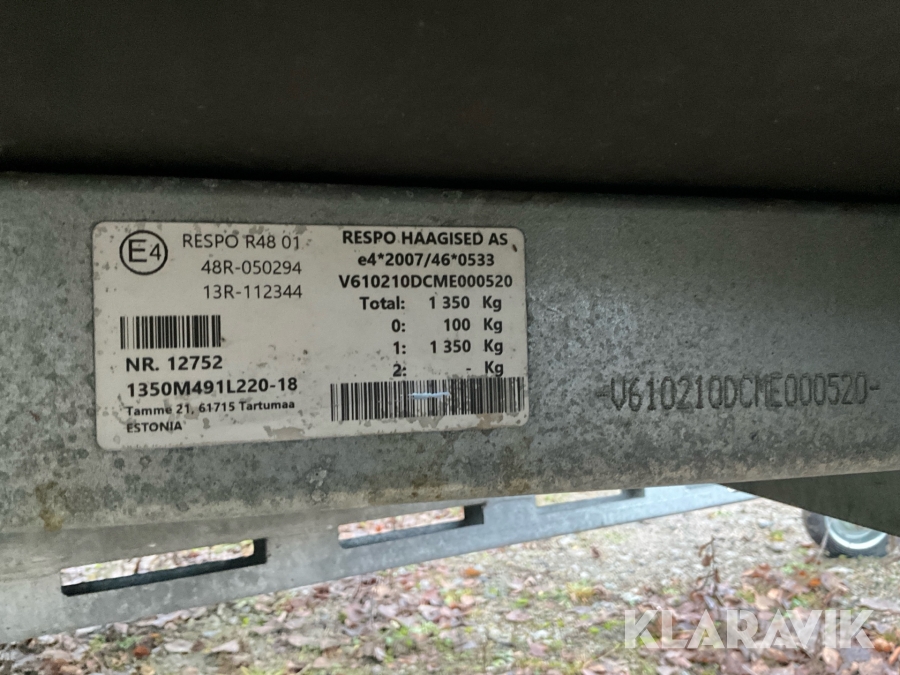 E4
RESPO R48 01
48R-050294
13R-112344
NR. 12752
1350M491L220-18
Tamme 21, 61715 Tartumaa
ESTONIA
RESPO HAAGISED AS
e4*2007/46*0533
V610210DCME000520
Total: 1 350 Kg
0: 100 Kg
1: 1 350 Kg
2: - Kg
-V610210DCME000520-
KLARAVIK